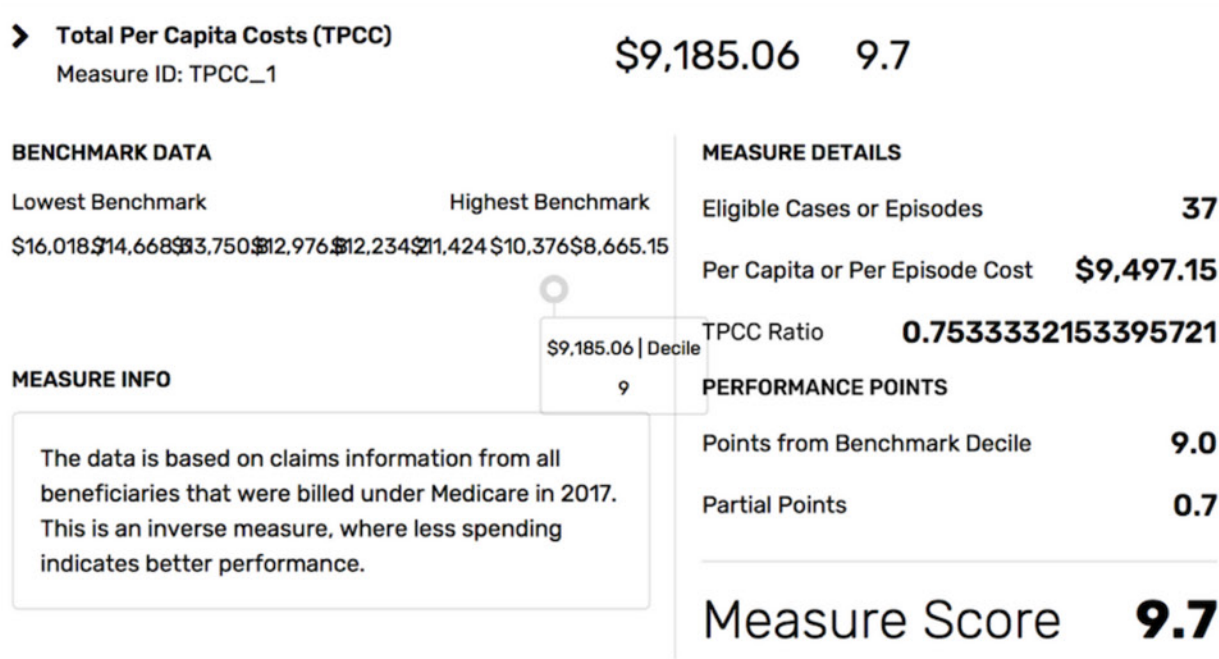 Total Per Capita Costs (TPCC)
Measure ID: TPCC_1
$9,185.06 9.7
BENCHMARK DATA
Lowest Benchmark Highest Benchmark
$11,424 $10,376 $8,665.15
$9,185.06 | Decile
9
MEASURE INFO
The data is based on claims information from all
beneficiaries that were billed under Medicare in 2017.
This is an inverse measure, where less spending
indicates better performance.
MEASURE DETAILS
Eligible Cases or Episodes 37
Per Capita or Per Episode Cost $9,497.15
TPCC Ratio 0.7533332153395721
PERFORMANCE POINTS
Points from Benchmark Decile 9.0
Partial Points 0.7
Measure Score 9.7